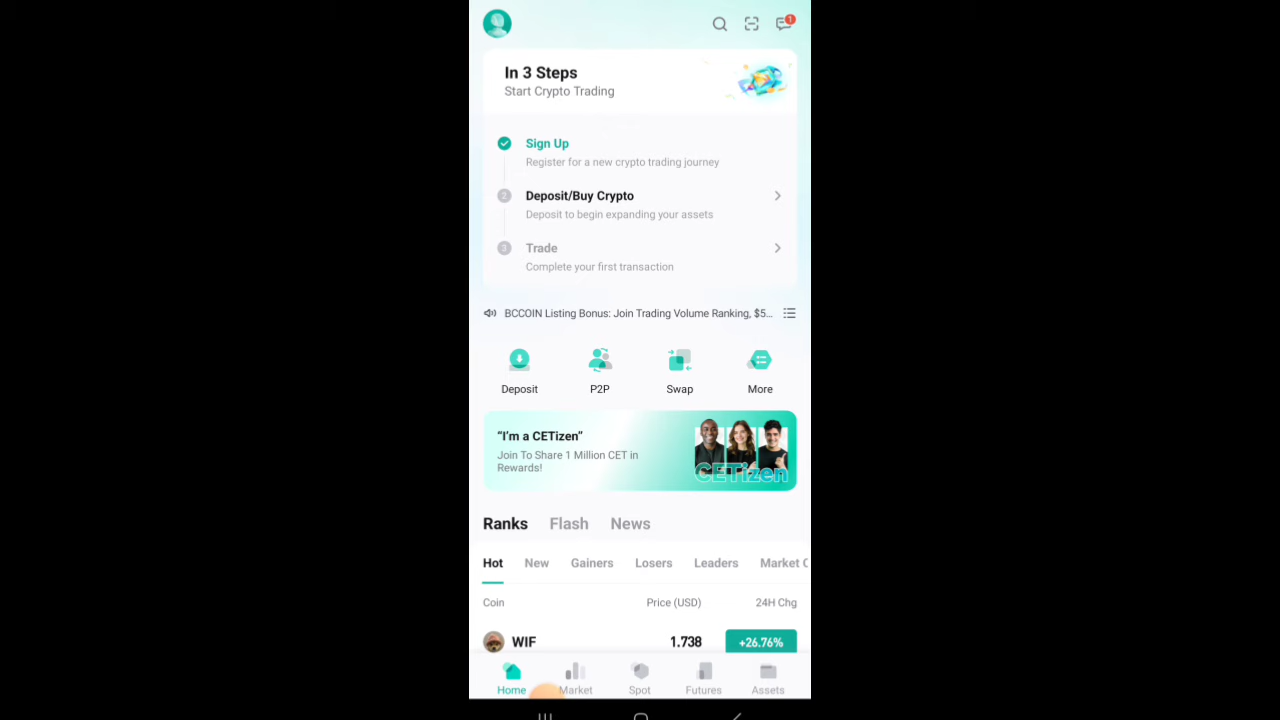 1
In 3 Steps
Start Crypto Trading
Sign Up
Register for a new crypto trading journey
2
Deposit/Buy Crypto
Deposit to begin expanding your assets
3
Trade
Complete your first transaction
BCCOIN Listing Bonus: Join Trading Volume Ranking, $5...
Deposit P2P Swap More
“I'm a CETizen”
Join To Share 1 Million CET in
Rewards!
CETizen
Ranks Flash News
Hot New Gainers Losers Leaders Market C
Coin Price (USD) 24H Chg
WIF 1.738 +26.76%
Home Market Spot Futures Assets